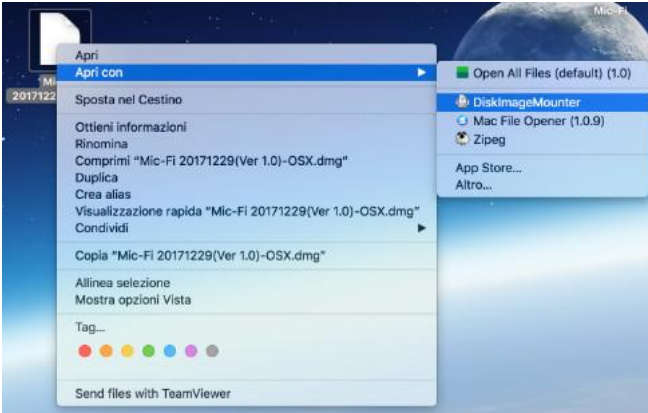 Mic-Fi
Mi
2017122
Apri
Apri con
Sposta nel Cestino
Ottieni informazioni
Rinomina
Comprimi “Mic-Fi 20171229(Ver 1.0)-OSX.dmg”
Duplica
Crea alias
Visualizzazione rapida “Mic-Fi 20171229(Ver 1.0)-OSX.dmg”
Condividi
Copia “Mic-Fi 20171229(Ver 1.0)-OSX.dmg”
Allinea selezione
Mostra opzioni Vista
Tag...
Send files with TeamViewer
Open All Files (default) (1.0)
DiskImageMounter
Mac File Opener (1.0.9)
Zipeg
App Store...
Altro...